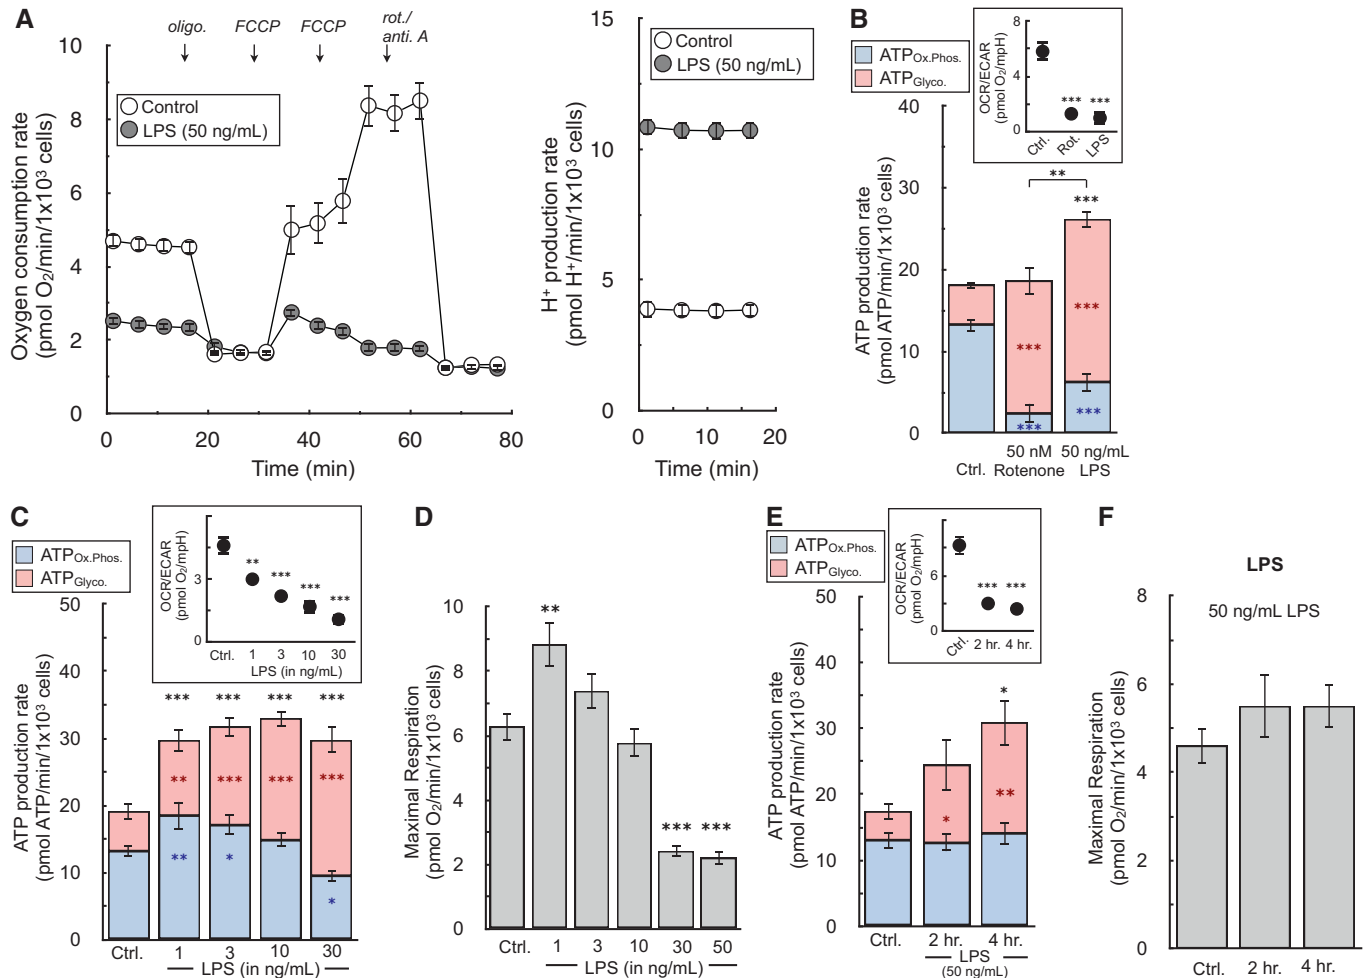 A
oligo.
FCCP
FCCP
rot./
anti. A
Control
LPS (50 ng/mL)
Oxygen consumption rate
(pmol O2/min/1x10³ cells)
10
8
6
4
2
0
0
20
40
60
80
Time (min)
Control
LPS (50 ng/mL)
H⁺ production rate
(pmol H⁺/min/1x10³ cells)
15
10
5
0
0
10
20
Time (min)
B
ATPOx.Phos.
ATPGlyco.
OCR/ECAR
(pmol O2/mpH)
8
6
4
2
0
***
***
Ctrl.
Rot.
LPS
ATP production rate
(pmol ATP/min/1x10³ cells)
40
30
20
10
0
**
***
***
***
***
***
Ctrl.
50 nM
Rotenone
50 ng/mL
LPS
C
ATPOx.Phos.
ATPGlyco.
OCR/ECAR
(pmol O2/mpH)
3
0
**
***
***
***
Ctrl.
1
3
10
30
LPS (in ng/mL)
ATP production rate
(pmol ATP/min/1x10³ cells)
50
40
30
20
10
0
***
***
***
***
**
***
***
***
**
*
*
Ctrl.
1
3
10
30
LPS (in ng/mL)
D
Maximal Respiration
(pmol O2/min/1x10³ cells)
10
8
6
4
2
0
**
***
***
Ctrl.
1
3
10
30
50
LPS (in ng/mL)
E
ATPOx.Phos.
ATPGlyco.
OCR/ECAR
(pmol O2/mpH)
6
0
***
***
Ctrl.
2 hr.
4 hr.
ATP production rate
(pmol ATP/min/1x10³ cells)
50
40
30
20
10
0
*
*
**
Ctrl.
2 hr.
4 hr.
LPS
(50 ng/mL)
F
LPS
50 ng/mL LPS
Maximal Respiration
(pmol O2/min/1x10³ cells)
8
6
4
2
0
Ctrl.
2 hr.
4 hr.